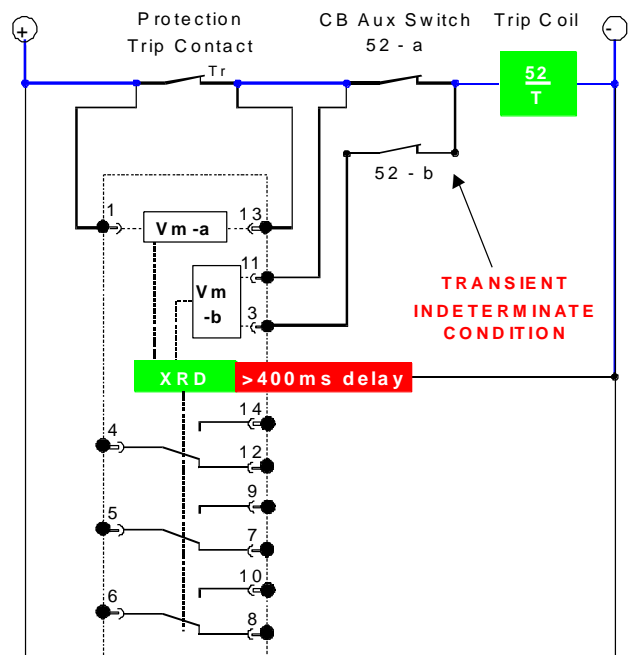 Protection
Trip Contact
CB Aux Switch
52 - a
Trip Coil
+
-
Tr
52
T
52 - b
1
Vm-a
13
11
Vm
-b
3
TRANSIENT
INDETERMINATE
CONDITION
XRD
>400ms delay
14
4
12
9
5
7
10
6
8